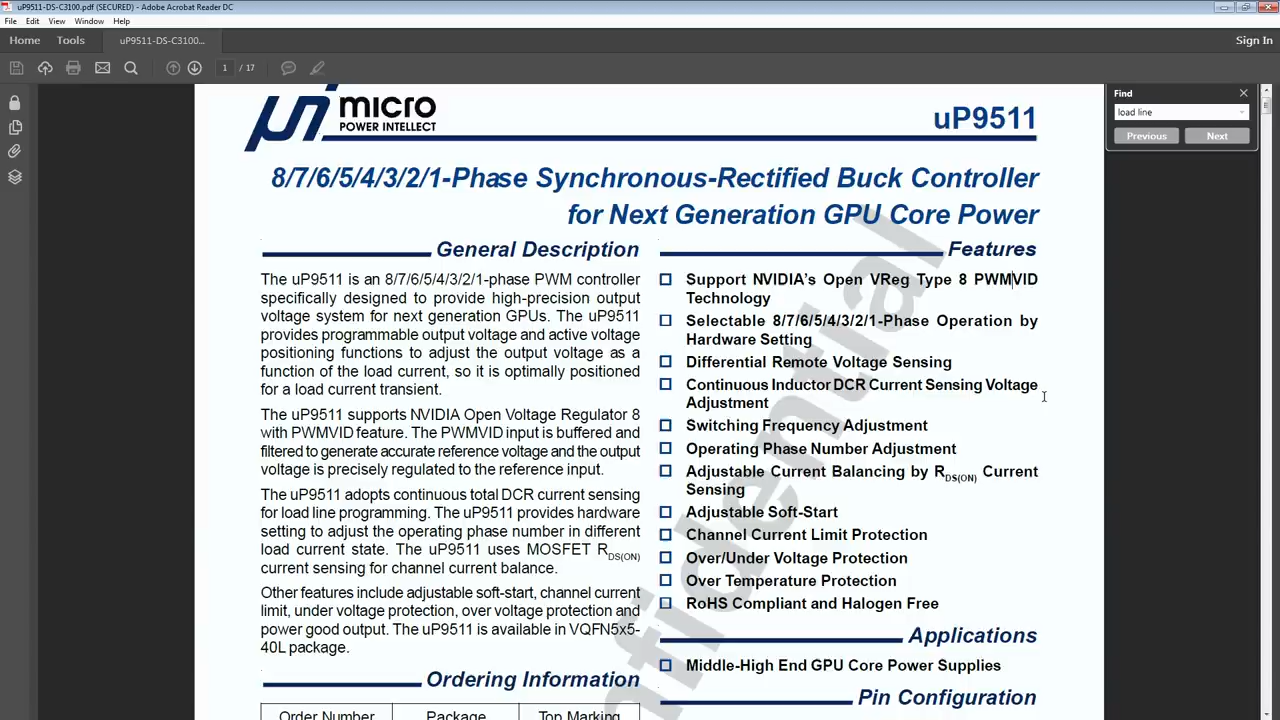 uP9511-DS-C3100.pdf (SECURED) - Adobe Acrobat Reader DC
File Edit View Window Help
Home Tools uP9511-DS-C3100... Sign In
1 / 17
Find
load line
Previous Next
micro
POWER INTELLECT
uP9511
8/7/6/5/4/3/2/1-Phase Synchronous-Rectified Buck Controller
for Next Generation GPU Core Power
General Description
The uP9511 is an 8/7/6/5/4/3/2/1-phase PWM controller
specifically designed to provide high-precision output
voltage system for next generation GPUs. The uP9511
provides programmable output voltage and active voltage
positioning functions to adjust the output voltage as a
function of the load current, so it is optimally positioned
for a load current transient.
The uP9511 supports NVIDIA Open Voltage Regulator 8
with PWMVID feature. The PWMVID input is buffered and
filtered to generate accurate reference voltage and the output
voltage is precisely regulated to the reference input.
The uP9511 adopts continuous total DCR current sensing
for load line programming. The uP9511 provides hardware
setting to adjust the operating phase number in different
load current state. The uP9511 uses MOSFET RDS(ON)
current sensing for channel current balance.
Other features include adjustable soft-start, channel current
limit, under voltage protection, over voltage protection and
power good output. The uP9511 is available in VQFN5x5-
40L package.
Ordering Information
Order Number Package Top Marking
Features
Support NVIDIA's Open VReg Type 8 PWMVID
Technology
Selectable 8/7/6/5/4/3/2/1-Phase Operation by
Hardware Setting
Differential Remote Voltage Sensing
Continuous Inductor DCR Current Sensing Voltage
Adjustment
Switching Frequency Adjustment
Operating Phase Number Adjustment
Adjustable Current Balancing by RDS(ON) Current
Sensing
Adjustable Soft-Start
Channel Current Limit Protection
Over/Under Voltage Protection
Over Temperature Protection
RoHS Compliant and Halogen Free
Applications
Middle-High End GPU Core Power Supplies
Pin Configuration
fidential